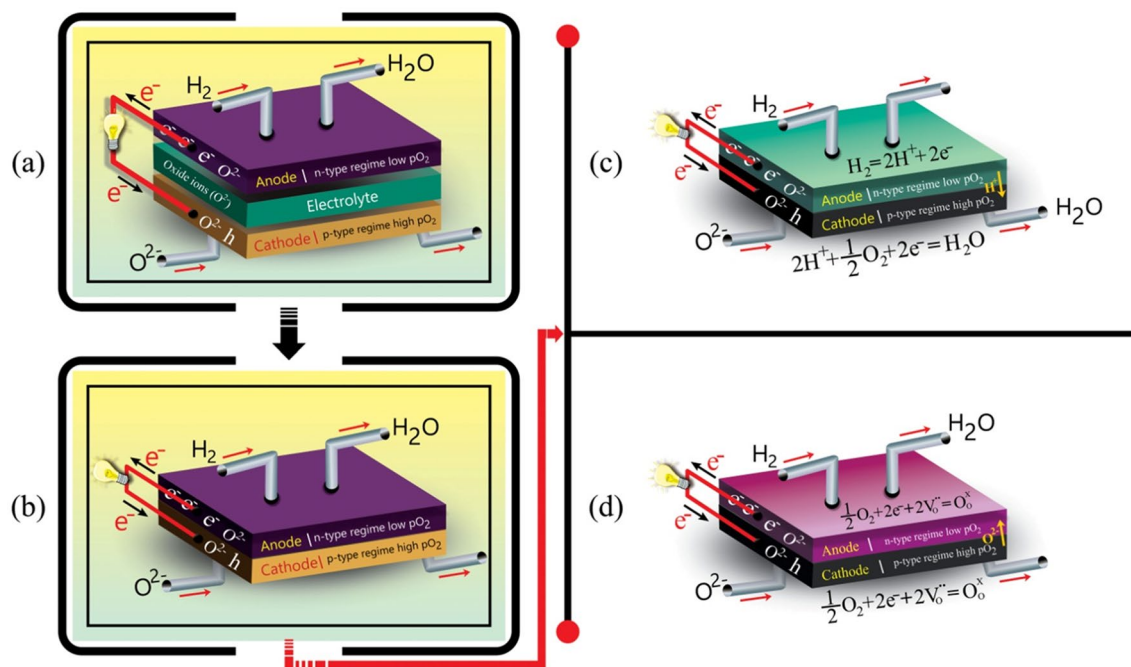 (a)
H₂
H₂O
e⁻
e⁻ e⁻ e⁻ O²⁻
Anode | n-type regime low pO₂
Oxide ions (O²⁻)
Electrolyte
e⁻
O²⁻ h
Cathode | p-type regime high pO₂
O²⁻
(b)
H₂
H₂O
e⁻
e⁻ e⁻ e⁻ O²⁻
Anode | n-type regime low pO₂
e⁻
O²⁻ h
Cathode | p-type regime high pO₂
O²⁻
(c)
H₂
e⁻
H₂=2H⁺+2e⁻
e⁻ e⁻ e⁻ O²⁻
Anode | n-type regime low pO₂
H⁺
e⁻
O²⁻ h
Cathode | p-type regime high pO₂
H₂O
O²⁻
2H⁺+½O₂+2e⁻=H₂O
(d)
H₂
H₂O
e⁻
½O₂+2e⁻+2V₀¨=O₀ˣ
e⁻ e⁻ e⁻ O²⁻
Anode | n-type regime low pO₂
O²⁻
e⁻
O²⁻ h
Cathode | p-type regime high pO₂
O²⁻
½O₂+2e⁻+2V₀¨=O₀ˣ